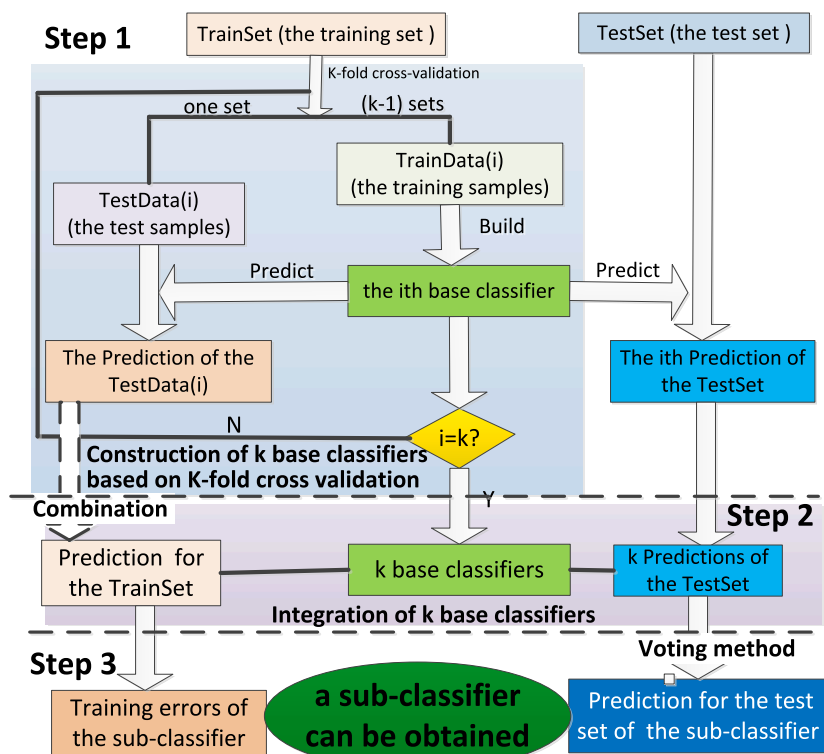 Step 1
TrainSet (the training set )
TestSet (the test set )
K-fold cross-validation
one set
(k-1) sets
TrainData(i)
(the training samples)
TestData(i)
(the test samples)
Build
Predict
the ith base classifier
Predict
The Prediction of the
TestData(i)
The ith Prediction of
the TestSet
N
i=k?
Construction of k base classifiers
based on K-fold cross validation
Y
Combination
Step 2
Prediction for
the TrainSet
k base classifiers
k Predictions of
the TestSet
Integration of k base classifiers
Voting method
Step 3
Training errors of
the sub-classifier
a sub-classifier
can be obtained
Prediction for the test
set of the sub-classifier